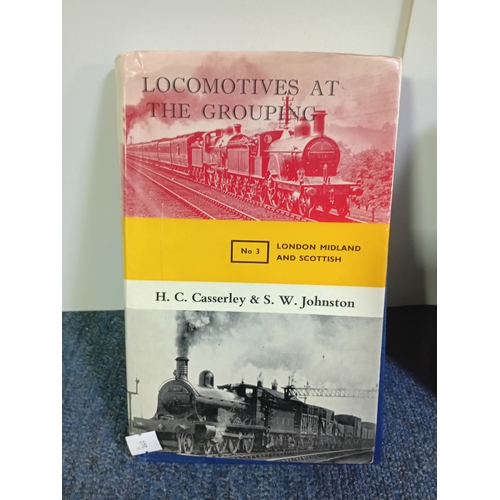 LOCOMOTIVES AT
THE GROUPING
No 3
LONDON MIDLAND
AND SCOTTISH
H. C. Casserley & S. W. Johnston